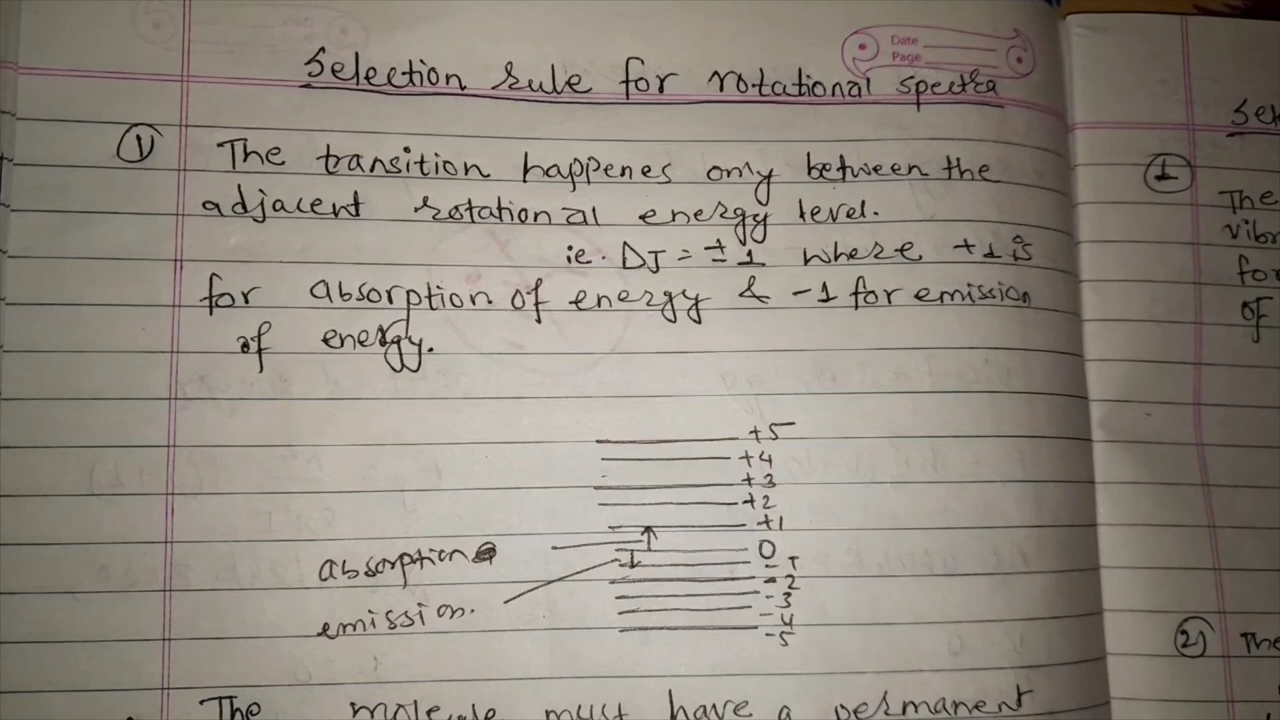 Date
Page
Selection rule for rotational spectra
① The transition happenes only between the
adjacent rotational energy level.
ie. ΔJ = ±1 where +1 is
for absorption of energy & -1 for emission
of energy.
+5
+4
+3
+2
+1
0
-1
-2
-3
-4
-5
absorption
emission.
The molecule must have a permanent
①
The
for
of
2) The